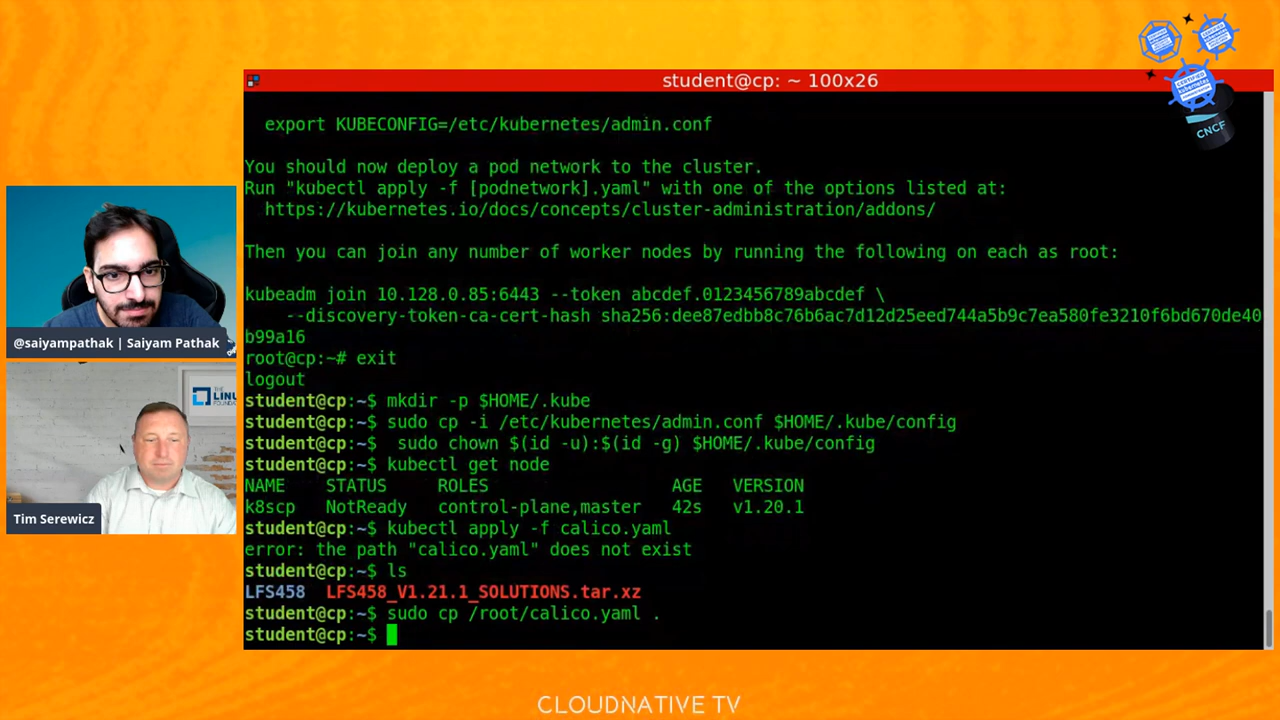 student@cp: ~ 100x26
CERTIFIED
kubernetes
CNCF
export KUBECONFIG=/etc/kubernetes/admin.conf
You should now deploy a pod network to the cluster.
Run "kubectl apply -f [podnetwork].yaml" with one of the options listed at:
https://kubernetes.io/docs/concepts/cluster-administration/addons/
Then you can join any number of worker nodes by running the following on each as root:
kubeadm join 10.128.0.85:6443 --token abcdef.0123456789abcdef \
--discovery-token-ca-cert-hash sha256:dee87edbb8c76b6ac7d12d25eed744a5b9c7ea580fe3210f6bd670de40
b99a16
root@cp:~# exit
logout
student@cp:~$ mkdir -p $HOME/.kube
student@cp:~$ sudo cp -i /etc/kubernetes/admin.conf $HOME/.kube/config
student@cp:~$  sudo chown $(id -u):$(id -g) $HOME/.kube/config
student@cp:~$ kubectl get node
NAME STATUS ROLES AGE VERSION
k8scp NotReady control-plane,master 42s v1.20.1
student@cp:~$ kubectl apply -f calico.yaml
error: the path "calico.yaml" does not exist
student@cp:~$ ls
LFS458 LFS458_V1.21.1_SOLUTIONS.tar.xz
student@cp:~$ sudo cp /root/calico.yaml .
student@cp:~$
@saiyampathak | Saiyam Pathak
THE
LINU
FOUNDAT
Tim Serewicz
CLOUDNATIVE TV